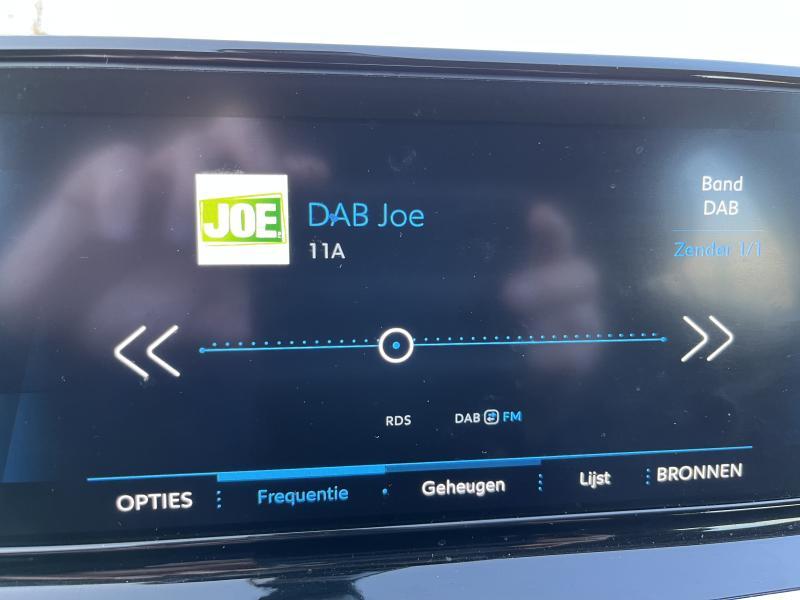 JOE
DAB Joe
11A
Band
DAB
Zender 1/1
RDS
DAB FM
OPTIES
Frequentie
Geheugen
Lijst
BRONNEN